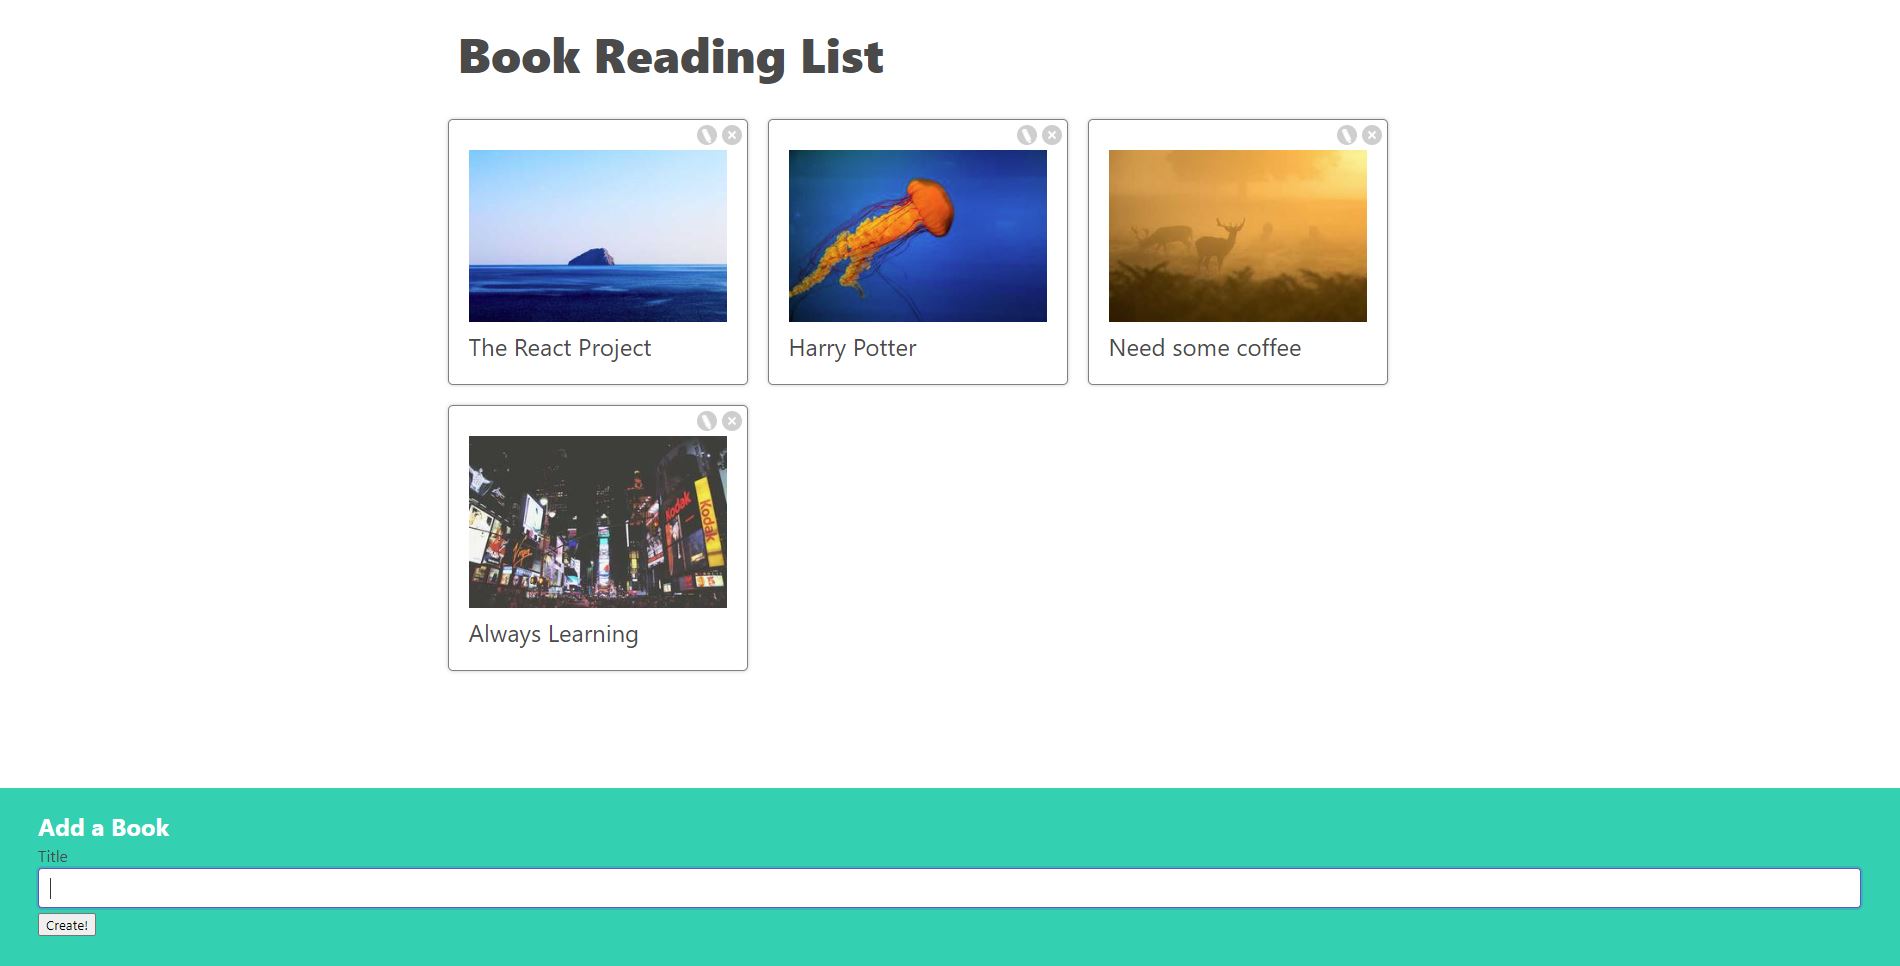 Book Reading List
The React Project
Harry Potter
Need some coffee
Kodak
Kodak
Always Learning
Add a Book
Title
Create!